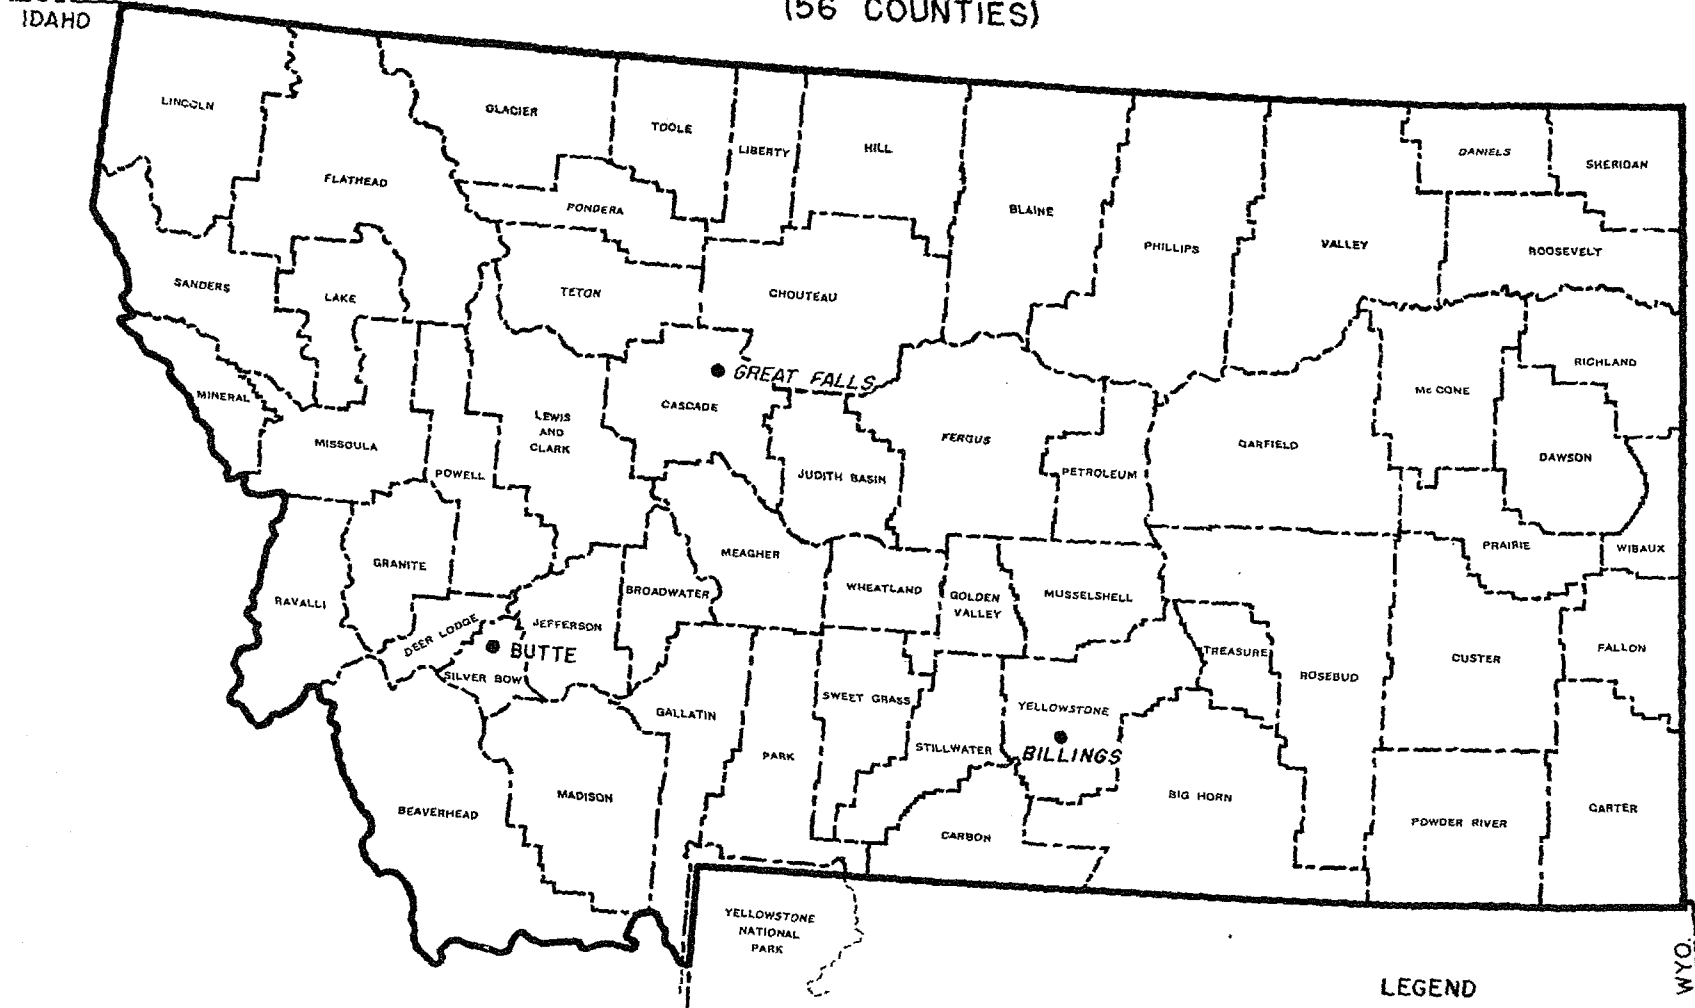 (56 COUNTIES)
IDAHO
LINCOLN
FLATHEAD
GLACIER
TOOLE
LIBERTY
HILL
BLAINE
PHILLIPS
VALLEY
DANIELS
SHERIDAN
PONDERA
ROOSEVELT
SANDERS
LAKE
TETON
CHOUTEAU
GREAT FALLS
MINERAL
MISSOULA
POWELL
LEWIS
AND
CLARK
CASCADE
JUDITH BASIN
FERGUS
PETROLEUM
GARFIELD
Mc CONE
RICHLAND
DAWSON
PRAIRIE
WIBAUX
GRANITE
RAVALLI
DEER LODGE
JEFFERSON
BROADWATER
MEAGHER
WHEATLAND
GOLDEN
VALLEY
MUSSELSHELL
TREASURE
ROSEBUD
CUSTER
FALLON
BUTTE
SILVER BOW
GALLATIN
SWEET GRASS
YELLOWSTONE
BILLINGS
STILLWATER
PARK
BEAVERHEAD
MADISON
CARBON
BIG HORN
POWDER RIVER
CARTER
YELLOWSTONE
NATIONAL
PARK
LEGEND
WYO.